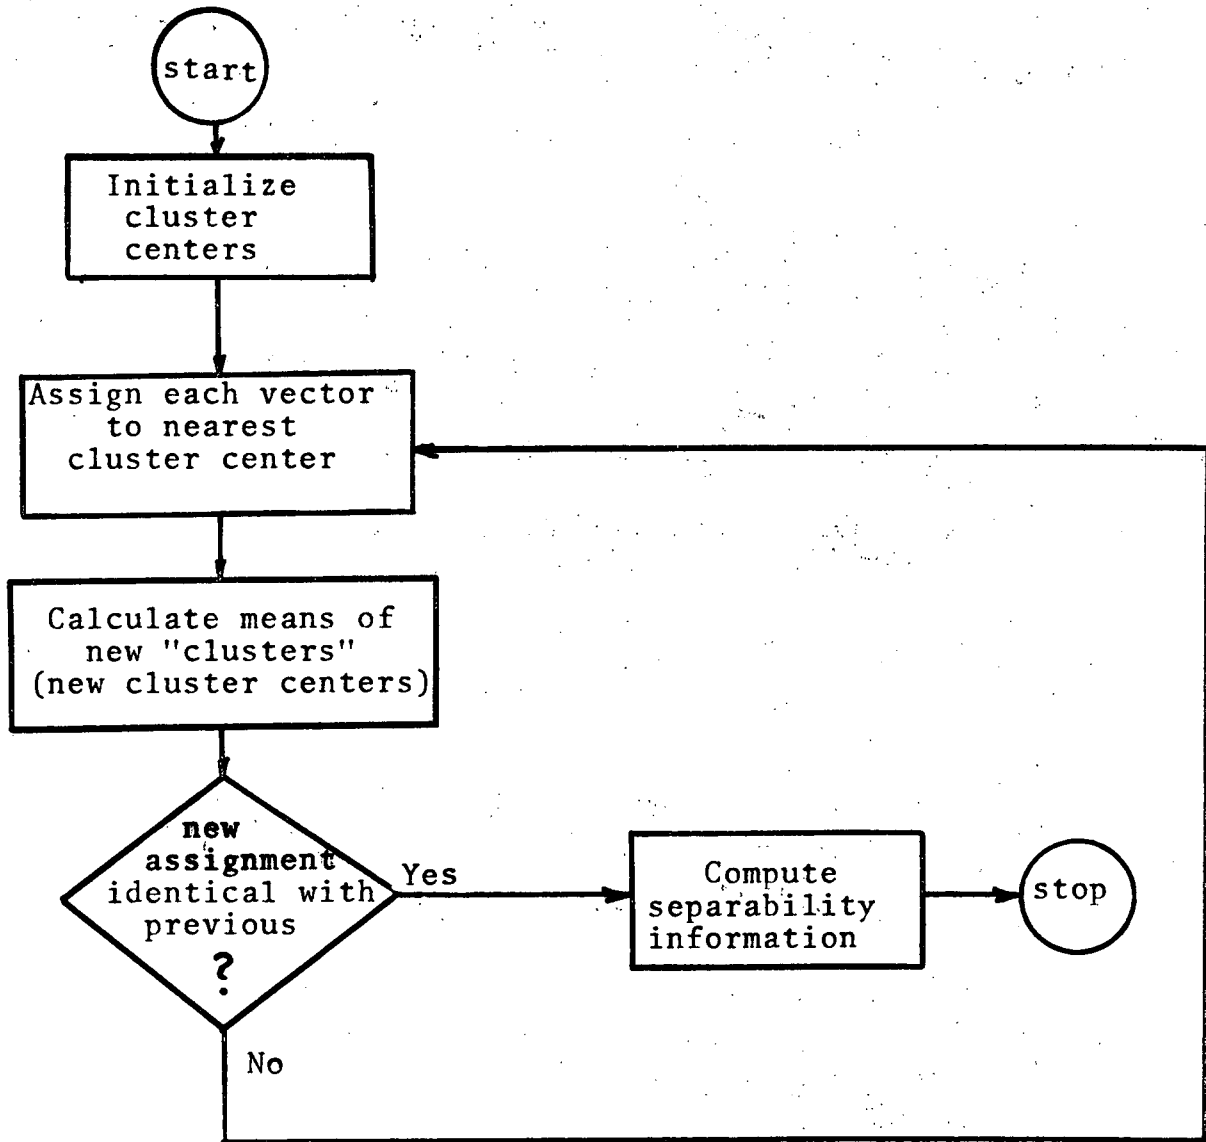 start
Initialize
cluster
centers
Assign each vector
to nearest
cluster center
Calculate means of
new "clusters"
(new cluster centers)
new
assignment
identical with
previous
?
Yes
No
Compute
separability
information
stop